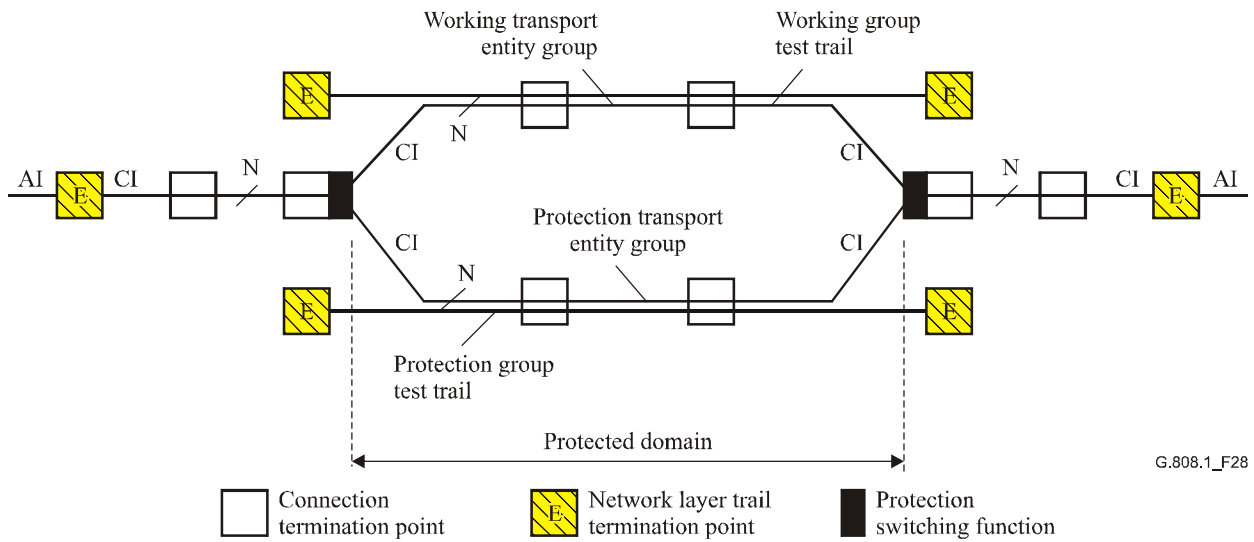 Working transport
entity group
Working group
test trail
E
E
N
CI
CI
AI
E
CI
N
N
CI
E
AI
Protection transport
entity group
CI
CI
N
E
E
Protection group
test trail
Protected domain
G.808.1_F28
Connection
termination point
E
Network layer trail
termination point
Protection
switching function